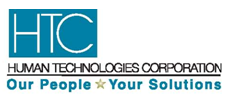 HTC
HUMAN TECHNOLOGIES CORPORATION
Our People Your Solutions